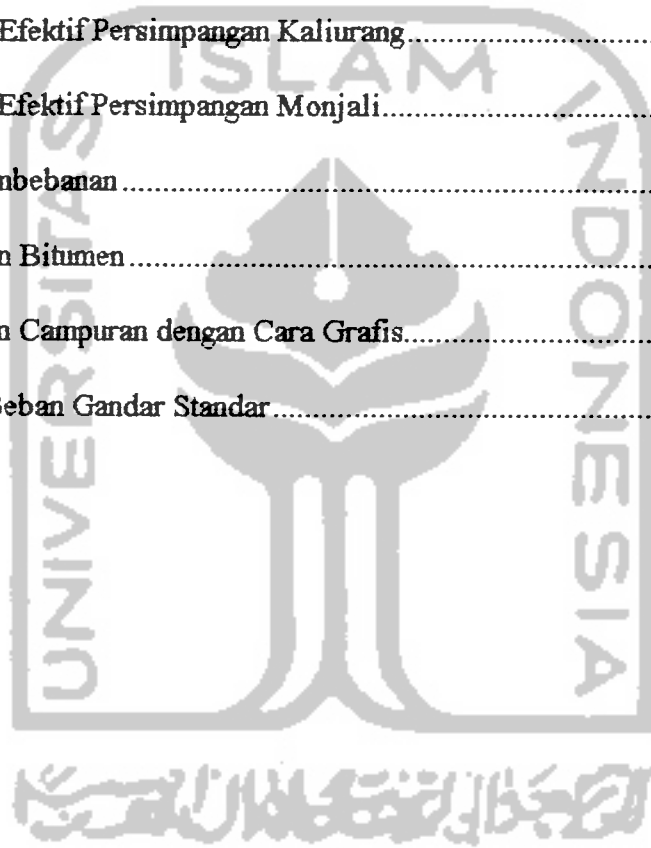 Efektif Persimpangan Kaliurang..............................
Efektif Persimpangan Monjali..................................
nbebanan......................................................................
n Bitumen.....................................................................
n Campuran dengan Cara Grafis................................
Beban Gandar Standar.................................................
UNIVERSITAS
ISLAM
INDONESIA